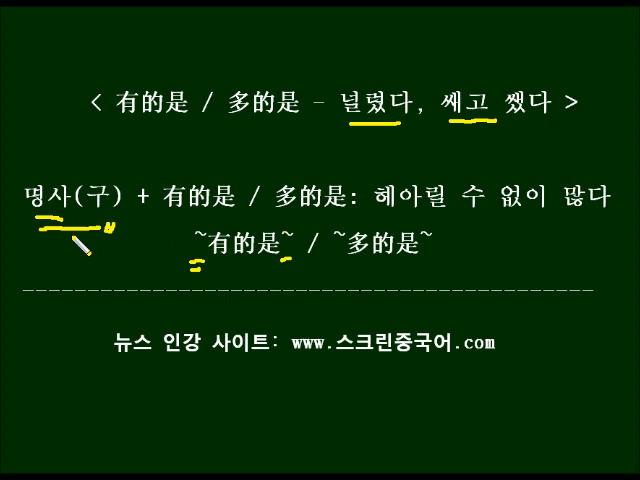 < 有的是 / 多的是 - 널렸다, 쌔고 쌨다 >
명사(구) + 有的是 / 多的是: 헤아릴 수 없이 많다
~有的是~ / ~多的是~
뉴스 인강 사이트: www.스크린중국어.com